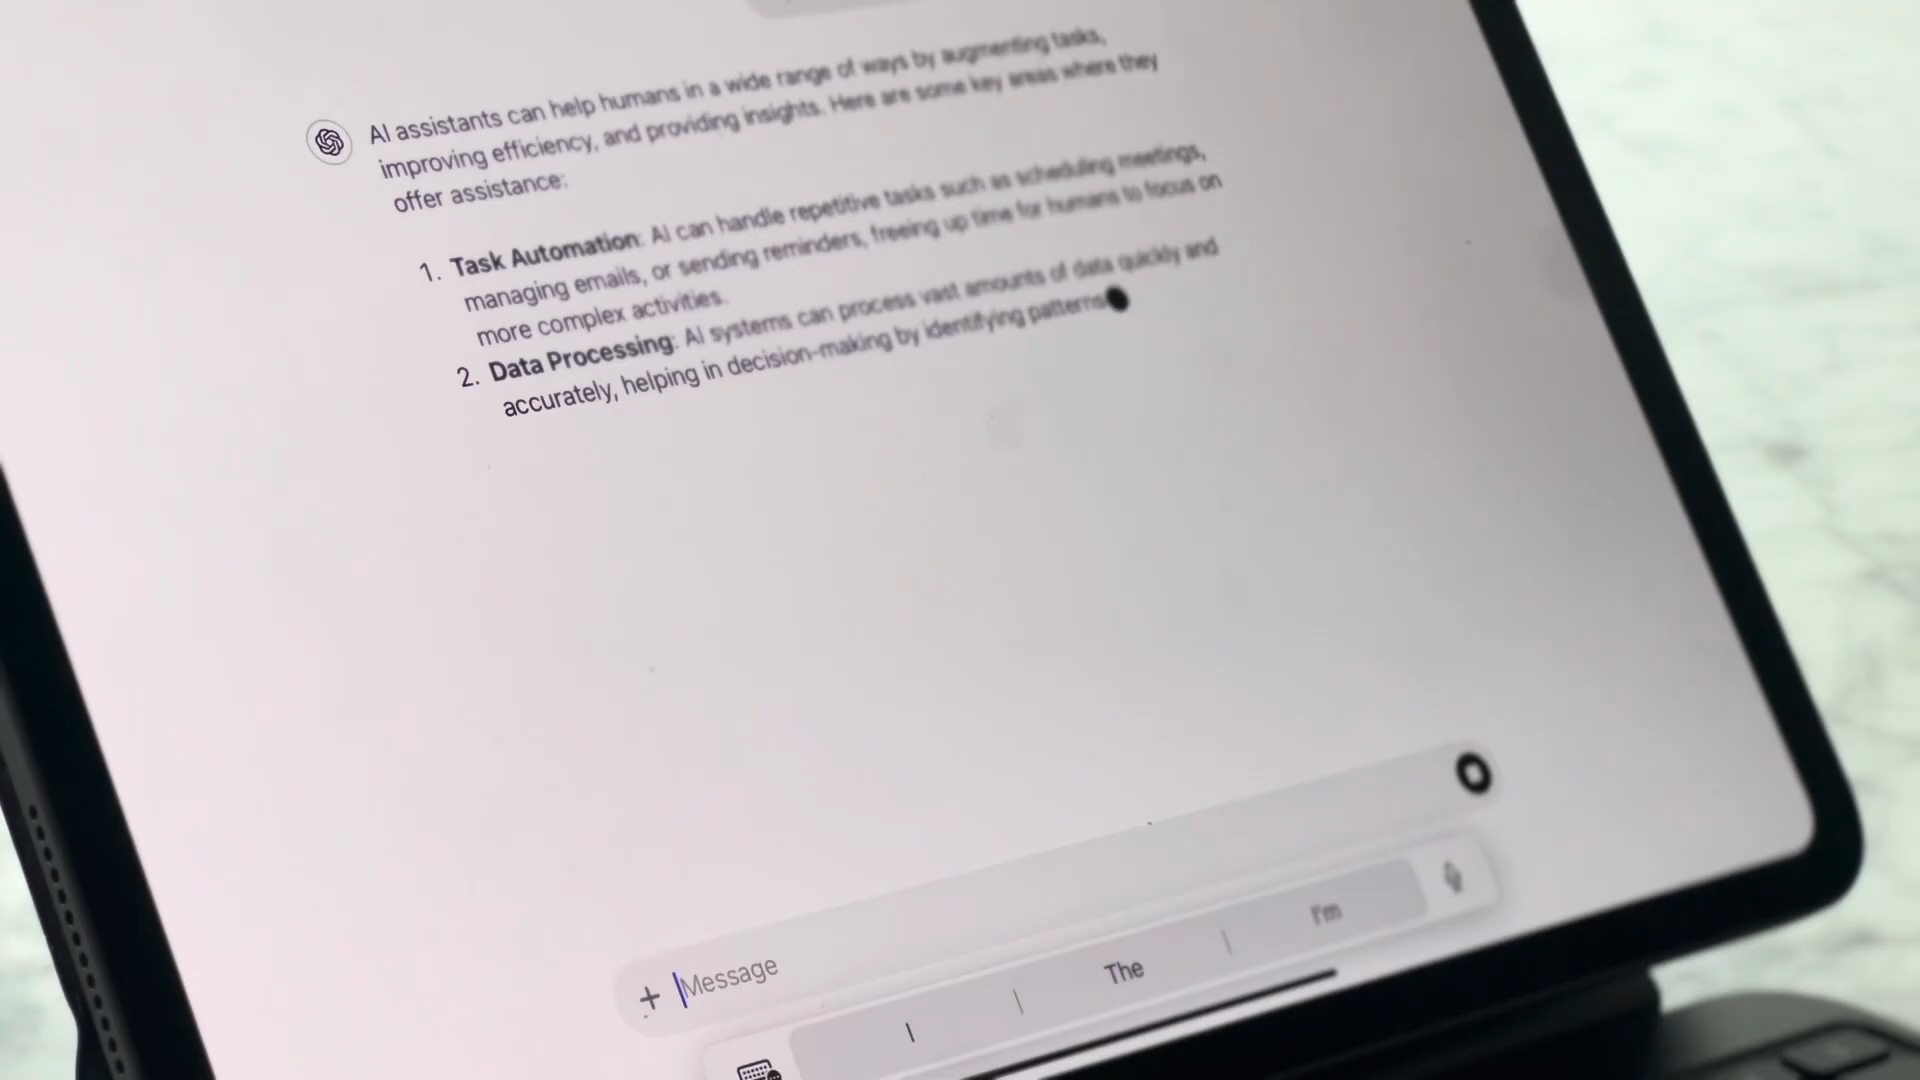 AI assistants can help humans in a wide range of ways by augmenting tasks,
improving efficiency, and providing insights. Here are some key areas where they
offer assistance:
1. Task Automation: AI can handle repetitive tasks such as scheduling meetings,
managing emails, or sending reminders, freeing up time for humans to focus on
more complex activities.
2. Data Processing: AI systems can process vast amounts of data quickly and
accurately, helping in decision-making by identifying patterns
Message
I
The
I'm